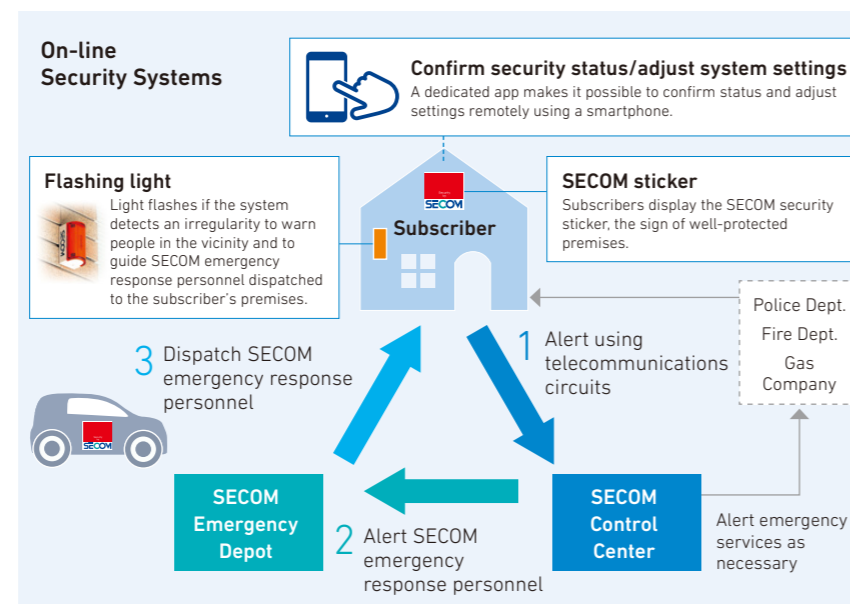 On-line
Security Systems
Confirm security status/adjust system settings
A dedicated app makes it possible to confirm status and adjust
settings remotely using a smartphone.
Flashing light
Light flashes if the system
detects an irregularity to warn
people in the vicinity and to
guide SECOM emergency
response personnel dispatched
to the subscriber's premises.
SECOM
SECOM
Subscriber
SECOM sticker
Subscribers display the SECOM security
sticker, the sign of well-protected
premises.
Police Dept.
Fire Dept.
Gas
Company
3 Dispatch SECOM
emergency response
personnel
1 Alert using
telecommunications
circuits
SECOM
SECOM
Emergency
Depot
2 Alert SECOM
emergency
response personnel
SECOM
Control
Center
Alert emergency
services as
necessary